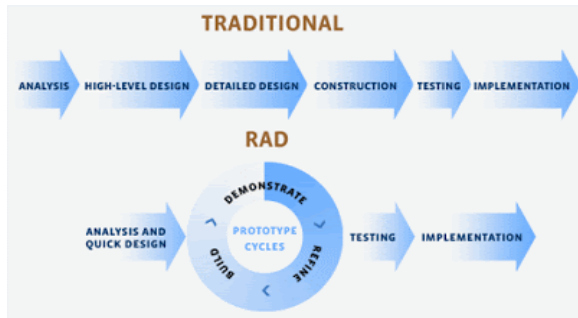 TRADITIONAL
ANALYSIS
HIGH-LEVEL DESIGN
DETAILED DESIGN
CONSTRUCTION
TESTING
IMPLEMENTATION
RAD
ANALYSIS AND
QUICK DESIGN
DEMONSTRATE
REFINE
BUILD
PROTOTYPE
CYCLES
TESTING
IMPLEMENTATION